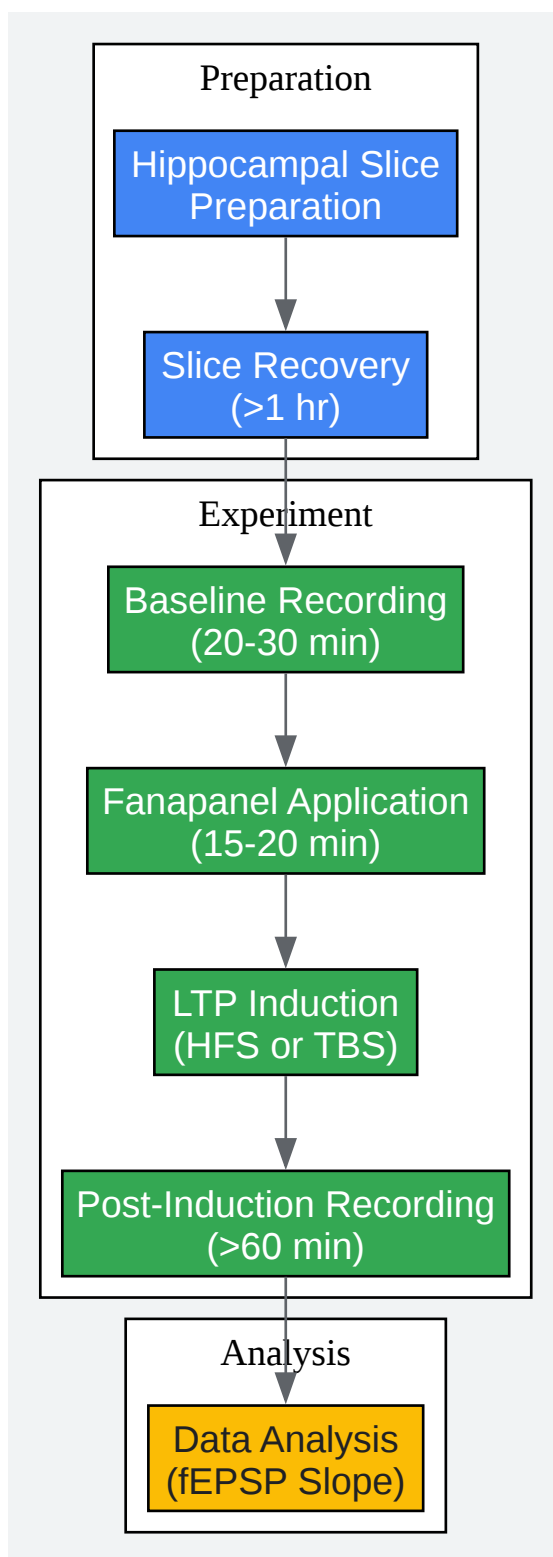 Preparation
Hippocampal Slice
Preparation
Slice Recovery
(>1 hr)
Experiment
Baseline Recording
(20-30 min)
Fanapanel Application
(15-20 min)
LTP Induction
(HFS or TBS)
Post-Induction Recording
(>60 min)
Analysis
Data Analysis
(fEPSP Slope)